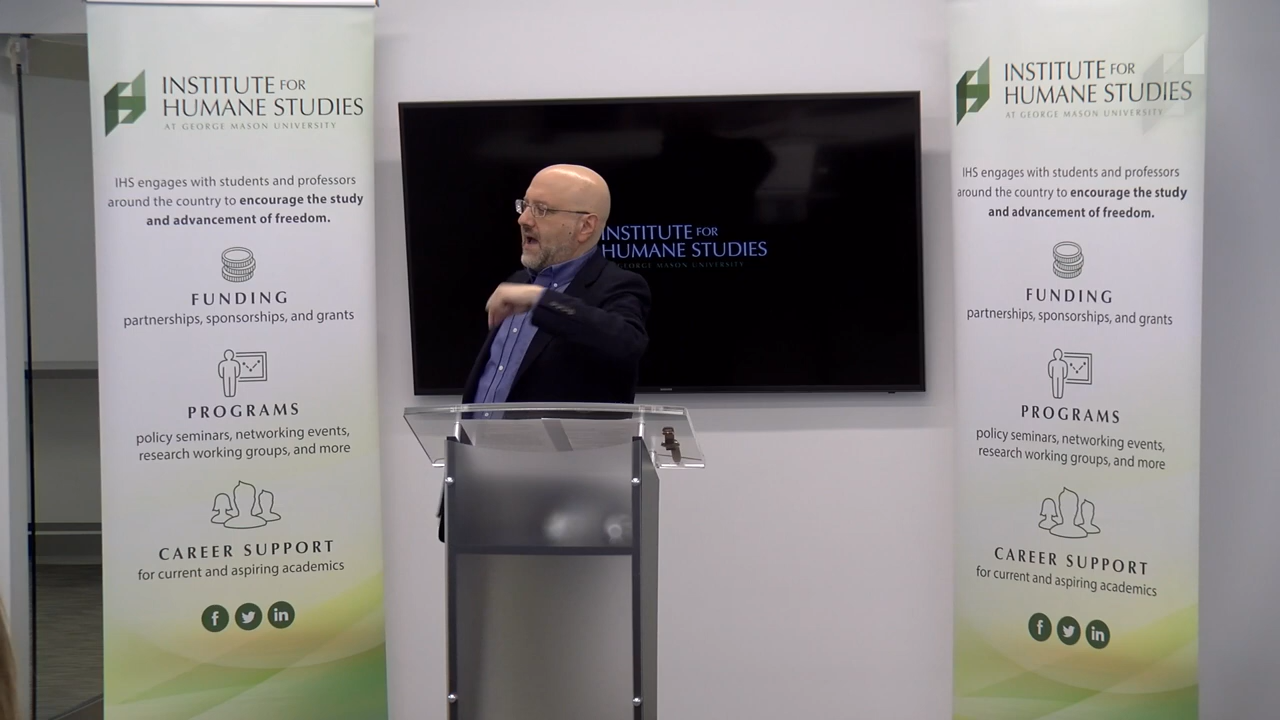 INSTITUTE FOR
HUMANE STUDIES
AT GEORGE MASON UNIVERSITY
IHS engages with students and professors
around the country to encourage the study
and advancement of freedom.
FUNDING
partnerships, sponsorships, and grants
PROGRAMS
policy seminars, networking events,
research working groups, and more
CAREER SUPPORT
for current and aspiring academics
f in
INSTITUTE FOR
HUMANE STUDIES
GEORGE MASON UNIVERSITY
INSTITUTE FOR
HUMANE STUDIES
AT GEORGE MASON UNIVERSITY
IHS engages with students and professors
around the country to encourage the study
and advancement of freedom.
FUNDING
partnerships, sponsorships, and grants
PROGRAMS
policy seminars, networking events,
research working groups, and more
CAREER SUPPORT
for current and aspiring academics
f in